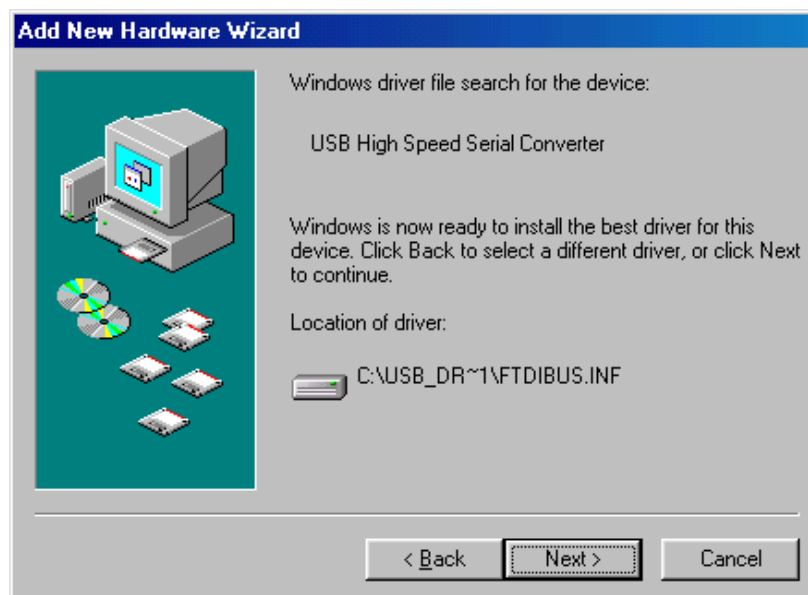 Add New Hardware Wizard
Windows driver file search for the device:
USB High Speed Serial Converter
Windows is now ready to install the best driver for this
device. Click Back to select a different driver, or click Next
to continue.
Location of driver:
C:\USB_DR~1\FTDIBUS.INF
< Back
Next >
Cancel